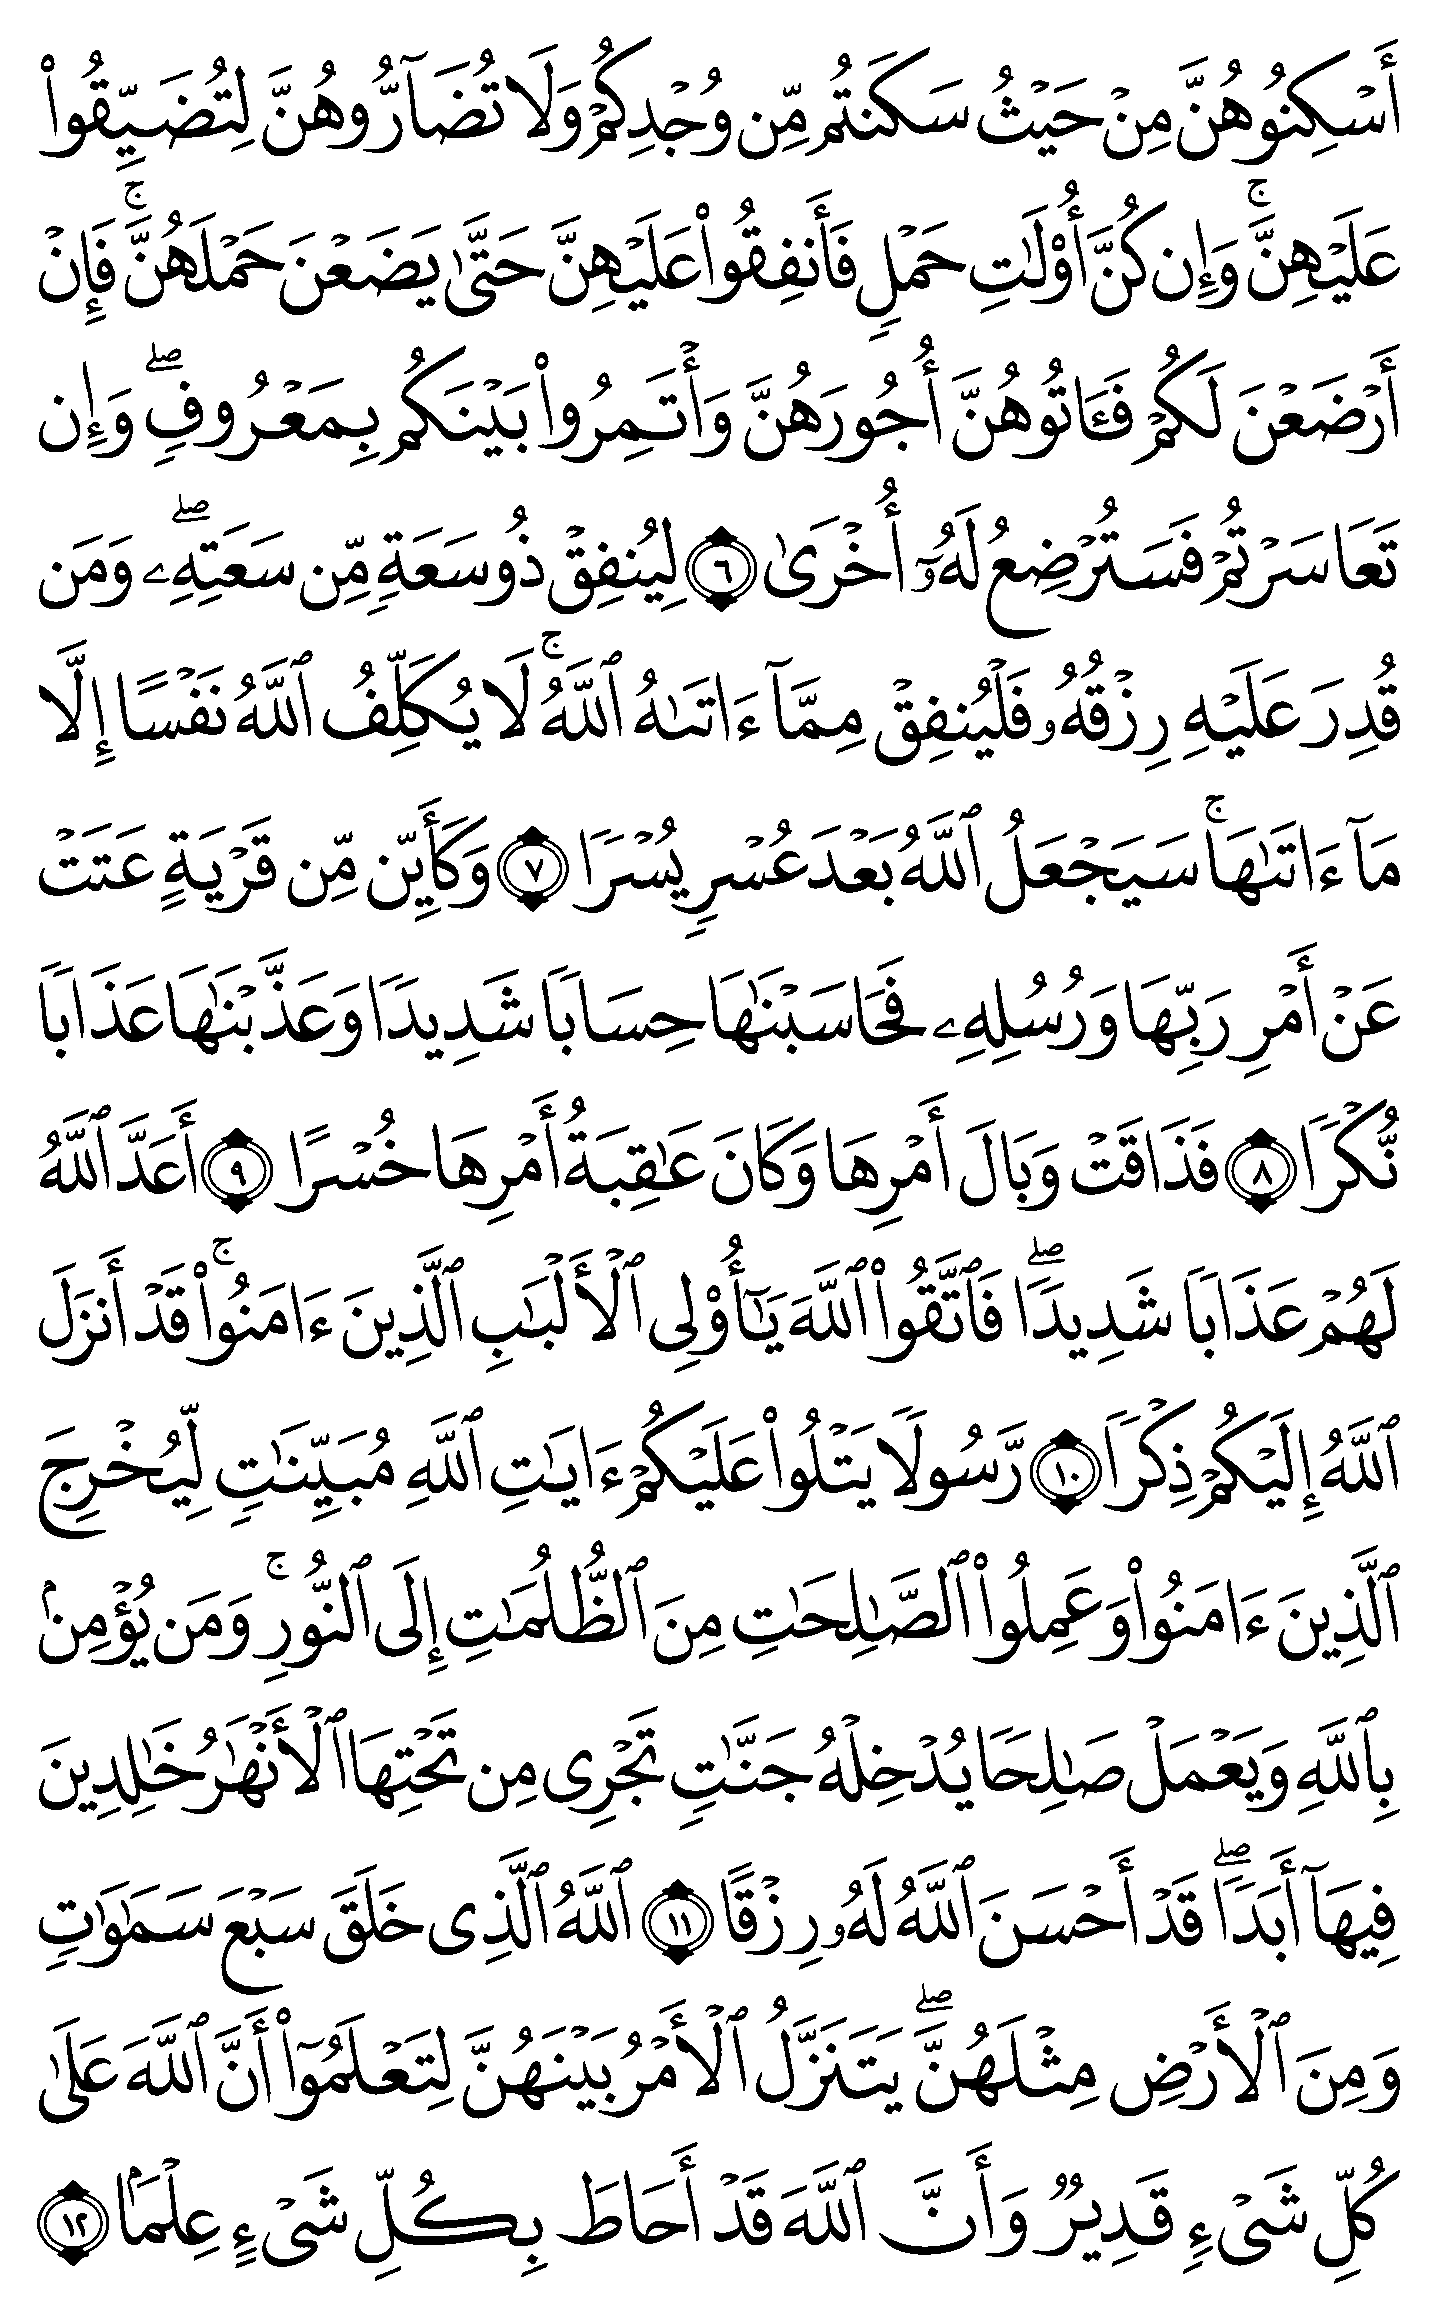 أَسۡكِنُوهُنَّ مِنۡ حَيۡثُ سَكَنتُم مِّن وُجۡدِكُمۡ وَلَا تُضَآرُّوهُنَّ لِتُضَيِّقُواْ
عَلَيۡهِنَّۚ وَإِن كُنَّ أُوْلَٰتِ حَمۡلٖ فَأَنفِقُواْ عَلَيۡهِنَّ حَتَّىٰ يَضَعۡنَ حَمۡلَهُنَّۚ فَإِنۡ
أَرۡضَعۡنَ لَكُمۡ فَـَٔاتُوهُنَّ أُجُورَهُنَّ وَأۡتَمِرُواْ بَيۡنَكُم بِمَعۡرُوفٖۖ وَإِن
تَعَاسَرۡتُمۡ فَسَتُرۡضِعُ لَهُۥٓ أُخۡرَىٰ ٦ لِيُنفِقۡ ذُو سَعَةٖ مِّن سَعَتِهِۦۖ وَمَن
قُدِرَ عَلَيۡهِ رِزۡقُهُۥ فَلۡيُنفِقۡ مِمَّآ ءَاتَىٰهُ ٱللَّهُۚ لَا يُكَلِّفُ ٱللَّهُ نَفۡسًا إِلَّا
مَآ ءَاتَىٰهَاۚ سَيَجۡعَلُ ٱللَّهُ بَعۡدَ عُسۡرٖ يُسۡرٗا ٧ وَكَأَيِّن مِّن قَرۡيَةٍ عَتَتۡ
عَنۡ أَمۡرِ رَبِّهَا وَرُسُلِهِۦ فَحَاسَبۡنَٰهَا حِسَابٗا شَدِيدٗا وَعَذَّبۡنَٰهَا عَذَابٗا
نُّكۡرٗا ٨ فَذَاقَتۡ وَبَالَ أَمۡرِهَا وَكَانَ عَٰقِبَةُ أَمۡرِهَا خُسۡرًا ٩ أَعَدَّ ٱللَّهُ
لَهُمۡ عَذَابٗا شَدِيدٗاۖ فَٱتَّقُواْ ٱللَّهَ يَٰٓأُوْلِي ٱلۡأَلۡبَٰبِ ٱلَّذِينَ ءَامَنُواْۚ قَدۡ أَنزَلَ
ٱللَّهُ إِلَيۡكُمۡ ذِكۡرٗا ١٠ رَّسُولٗا يَتۡلُواْ عَلَيۡكُمۡ ءَايَٰتِ ٱللَّهِ مُبَيِّنَٰتٖ لِّيُخۡرِجَ
ٱلَّذِينَ ءَامَنُواْ وَعَمِلُواْ ٱلصَّٰلِحَٰتِ مِنَ ٱلظُّلُمَٰتِ إِلَى ٱلنُّورِۚ وَمَن يُؤۡمِنۢ
بِٱللَّهِ وَيَعۡمَلۡ صَٰلِحٗا يُدۡخِلۡهُ جَنَّٰتٖ تَجۡرِي مِن تَحۡتِهَا ٱلۡأَنۡهَٰرُ خَٰلِدِينَ
فِيهَآ أَبَدٗاۖ قَدۡ أَحۡسَنَ ٱللَّهُ لَهُۥ رِزۡقًا ١١ ٱللَّهُ ٱلَّذِي خَلَقَ سَبۡعَ سَمَٰوَٰتٖ
وَمِنَ ٱلۡأَرۡضِ مِثۡلَهُنَّۖ يَتَنَزَّلُ ٱلۡأَمۡرُ بَيۡنَهُنَّ لِتَعۡلَمُوٓاْ أَنَّ ٱللَّهَ عَلَىٰ
كُلِّ شَيۡءٖ قَدِيرٞ وَأَنَّ ٱللَّهَ قَدۡ أَحَاطَ بِكُلِّ شَيۡءٍ عِلۡمَۢا ١٢